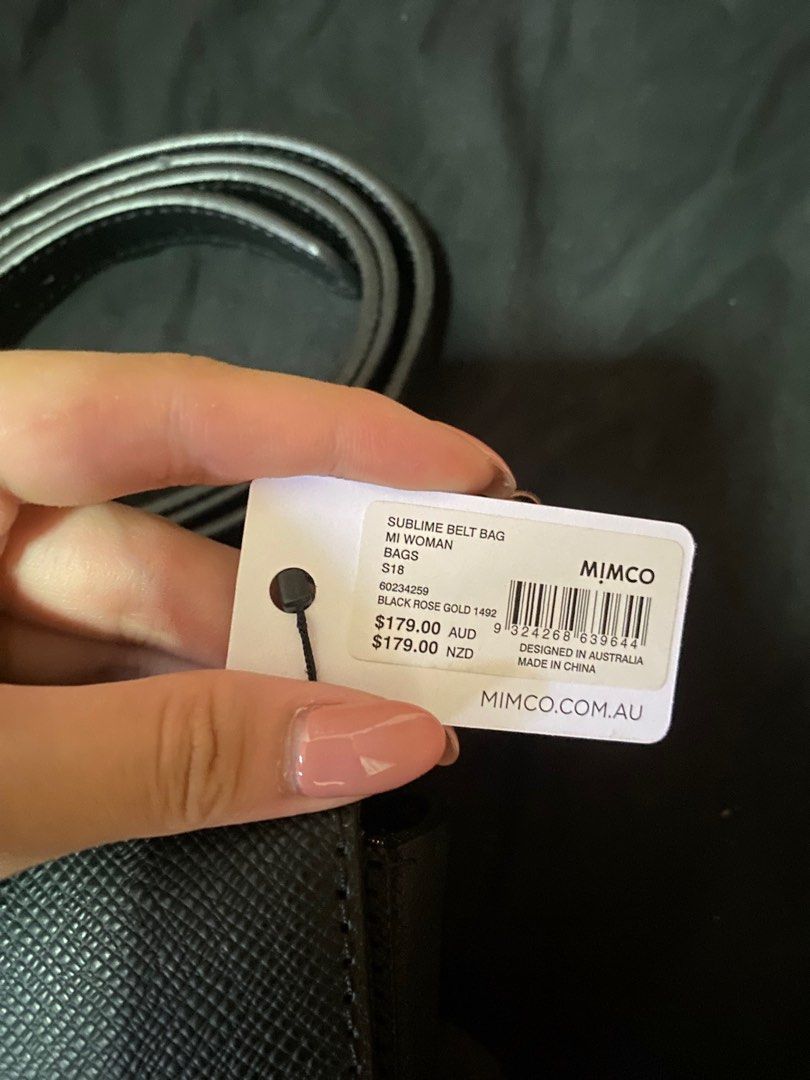 SUBLIME BELT BAG
MI WOMAN
BAGS
S18
60234259
BLACK ROSE GOLD 1492
$179.00 AUD
$179.00 NZD
MIMCO
9 324268 639644
DESIGNED IN AUSTRALIA
MADE IN CHINA
MIMCO.COM.AU